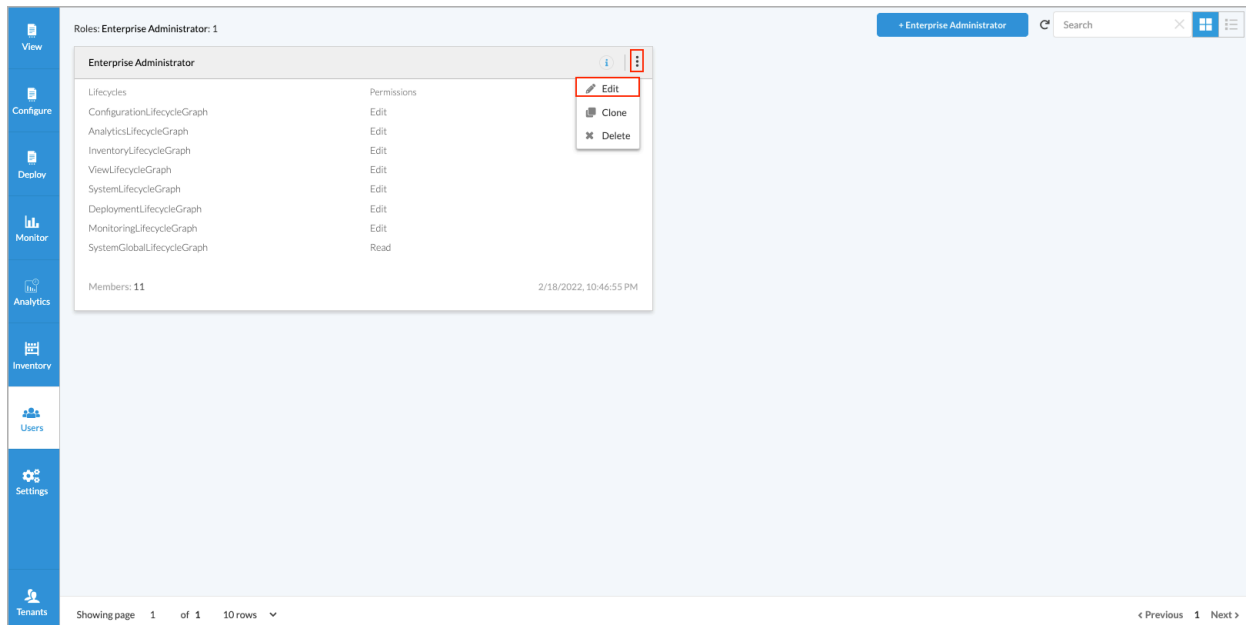 View
Configure
Deploy
Monitor
Analytics
Inventory
Users
Settings
Tenants
Roles: Enterprise Administrator: 1
+ Enterprise Administrator
Search
Enterprise Administrator
i
Edit
Clone
Delete
Lifecycles Permissions
ConfigurationLifecycleGraph Edit
AnalyticsLifecycleGraph Edit
InventoryLifecycleGraph Edit
ViewLifecycleGraph Edit
SystemLifecycleGraph Edit
DeploymentLifecycleGraph Edit
MonitoringLifecycleGraph Edit
SystemGlobalLifecycleGraph Read
Members: 11 2/18/2022, 10:46:55 PM
Showing page 1 of 1 10 rows
< Previous 1 Next >